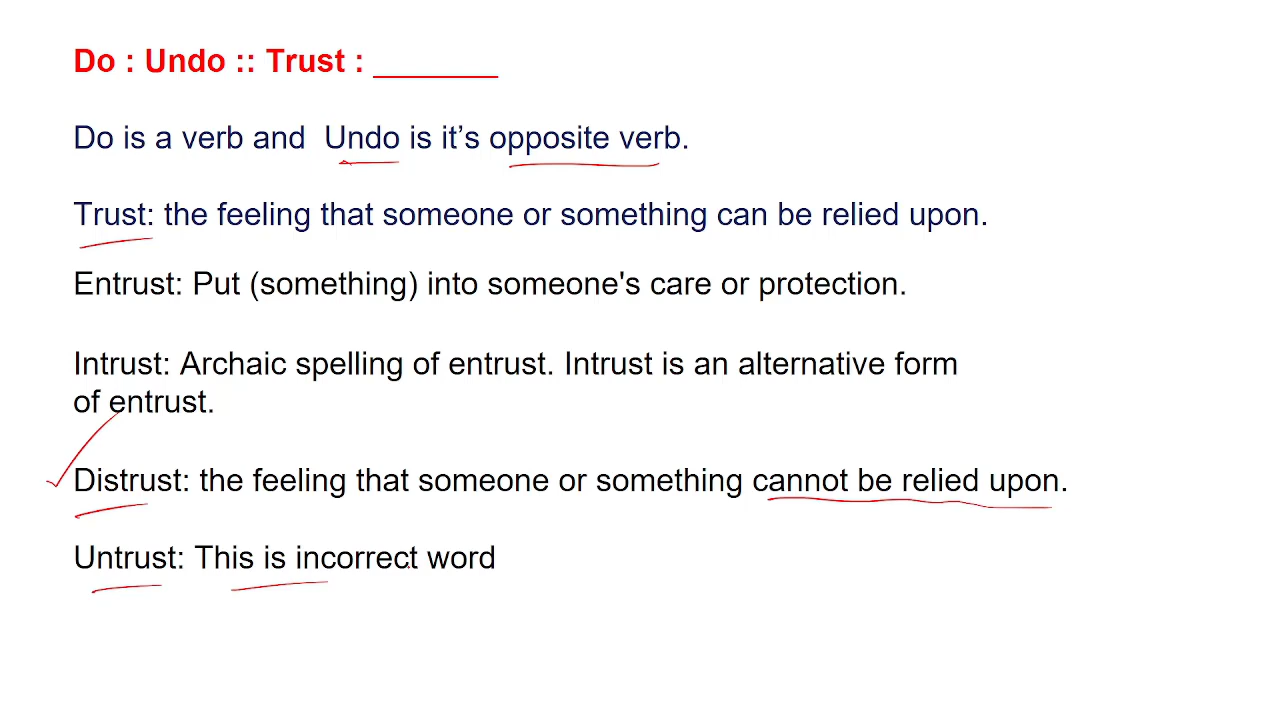 Do : Undo :: Trust : _______
Do is a verb and  Undo is it’s opposite verb.
Trust: the feeling that someone or something can be relied upon.
Entrust: Put (something) into someone's care or protection.
Intrust: Archaic spelling of entrust. Intrust is an alternative form
of entrust.
Distrust: the feeling that someone or something cannot be relied upon.
Untrust: This is incorrect word